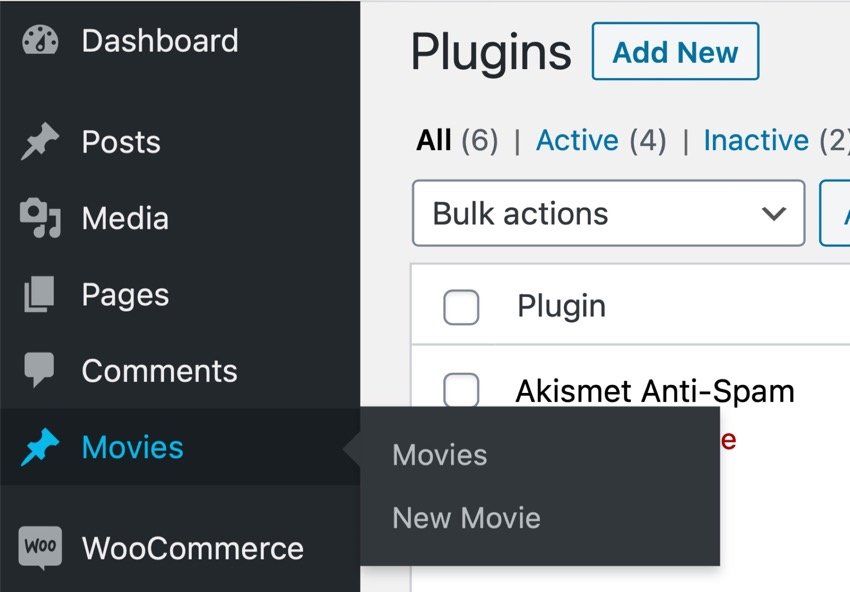 Dashboard
Posts
Media
Pages
Comments
Movies
WOO WooCommerce
Plugins Add New
All (6) | Active (4) | Inactive (2)
Bulk actions
Plugin
Akismet Anti-Spam
Movies
New Movie